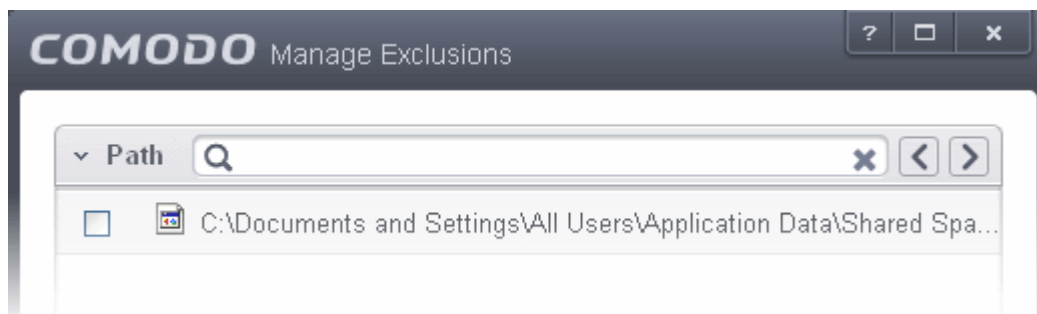 COMODO Manage Exclusions ? x
Path
C:\Documents and Settings\All Users\Application Data\Shared Spa...